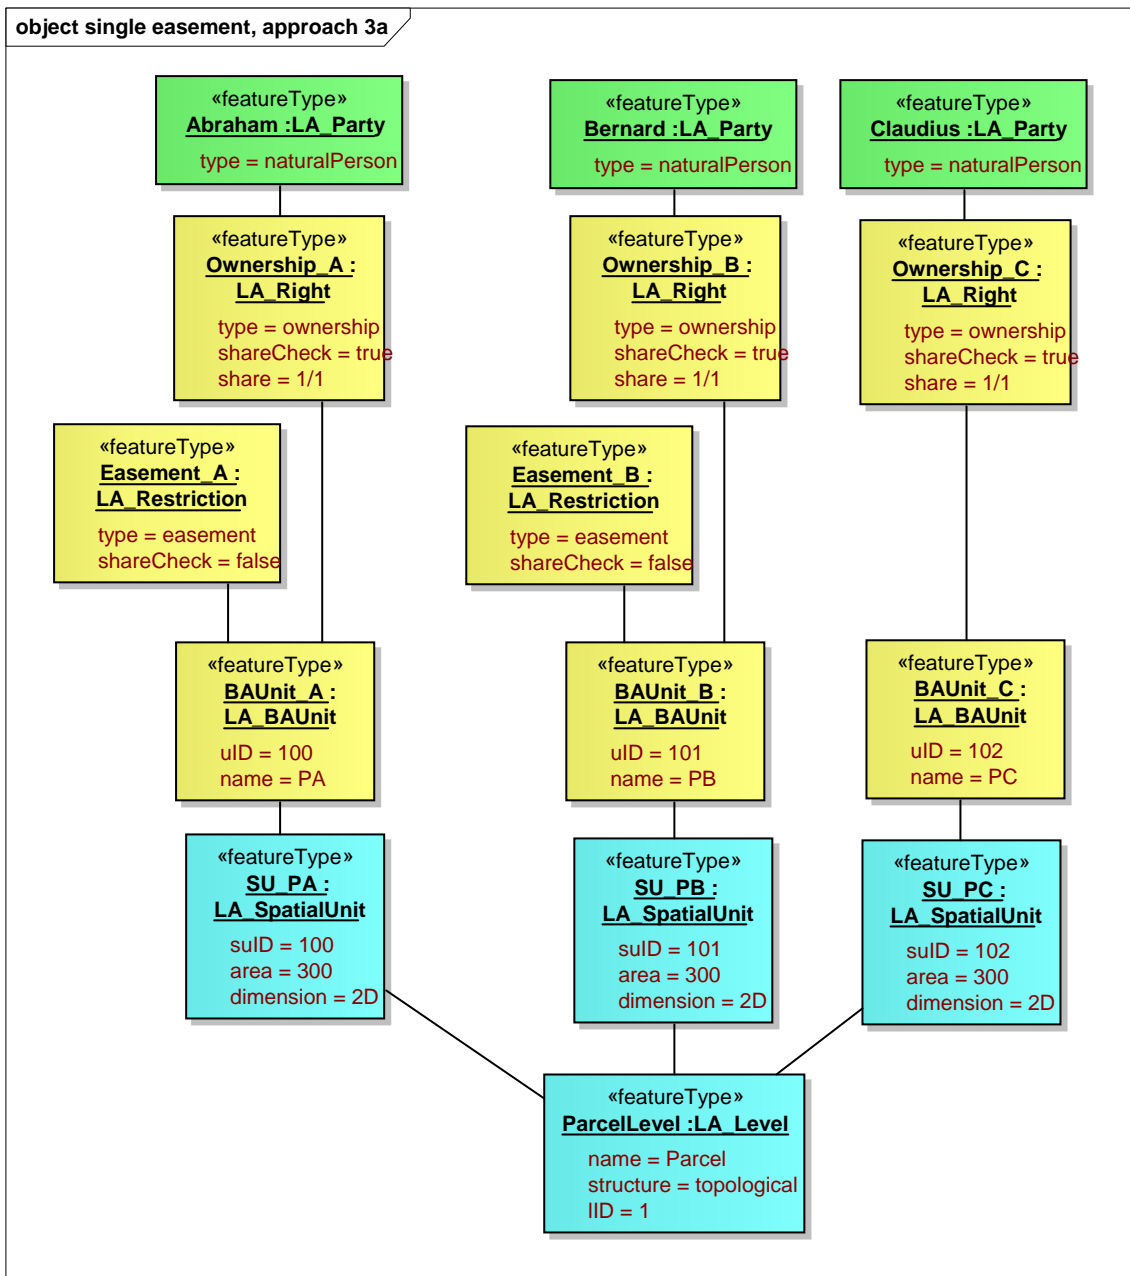 object single easement, approach 3a
«featureType»
Abraham :LA_Party
type = naturalPerson
«featureType»
Bernard :LA_Party
type = naturalPerson
«featureType»
Claudius :LA_Party
type = naturalPerson
«featureType»
Ownership_A :
LA_Right
type = ownership
shareCheck = true
share = 1/1
«featureType»
Ownership_B :
LA_Right
type = ownership
shareCheck = true
share = 1/1
«featureType»
Ownership_C :
LA_Right
type = ownership
shareCheck = true
share = 1/1
«featureType»
Easement_A :
LA_Restriction
type = easement
shareCheck = false
«featureType»
Easement_B :
LA_Restriction
type = easement
shareCheck = false
«featureType»
BAUnit_A :
LA_BAUnit
uID = 100
name = PA
«featureType»
BAUnit_B :
LA_BAUnit
uID = 101
name = PB
«featureType»
BAUnit_C :
LA_BAUnit
uID = 102
name = PC
«featureType»
SU_PA :
LA_SpatialUnit
suID = 100
area = 300
dimension = 2D
«featureType»
SU_PB :
LA_SpatialUnit
suID = 101
area = 300
dimension = 2D
«featureType»
SU_PC :
LA_SpatialUnit
suID = 102
area = 300
dimension = 2D
«featureType»
ParcelLevel :LA_Level
name = Parcel
structure = topological
lID = 1